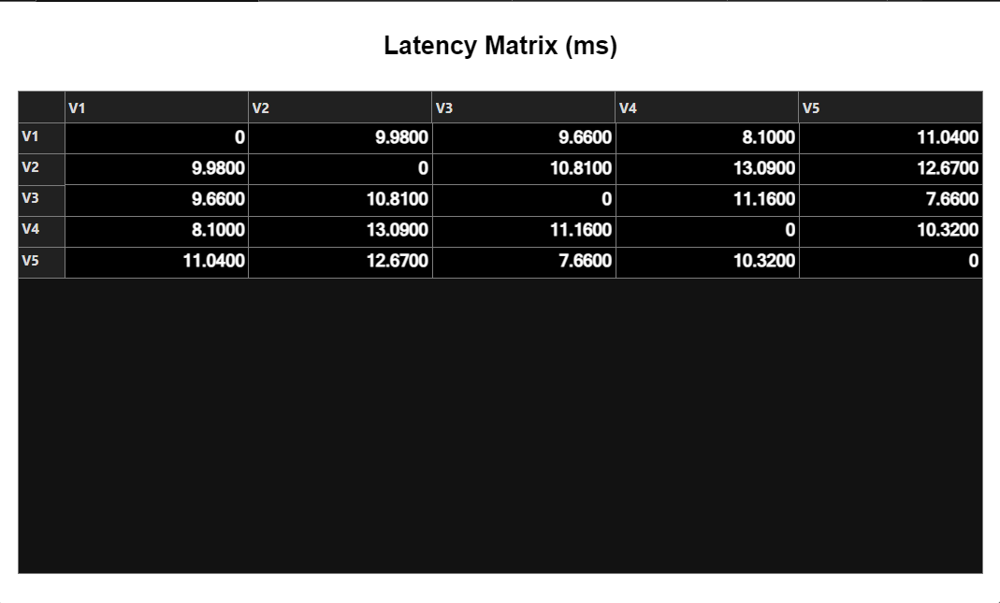 Latency Matrix (ms)
V1 V2 V3 V4 V5
V1 0 9.9800 9.6600 8.1000 11.0400
V2 9.9800 0 10.8100 13.0900 12.6700
V3 9.6600 10.8100 0 11.1600 7.6600
V4 8.1000 13.0900 11.1600 0 10.3200
V5 11.0400 12.6700 7.6600 10.3200 0